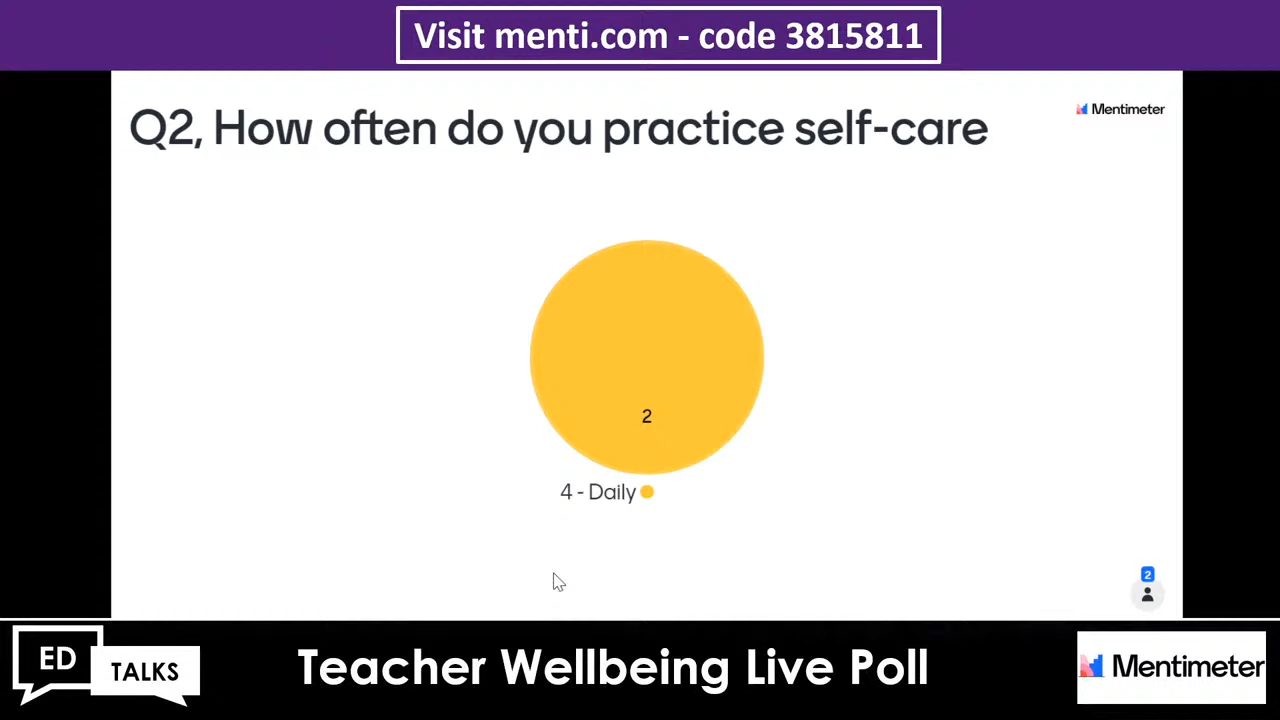 Visit menti.com - code 3815811
Q2, How often do you practice self-care
Mentimeter
2
4 - Daily
2
ED
TALKS
Teacher Wellbeing Live Poll
Mentimeter